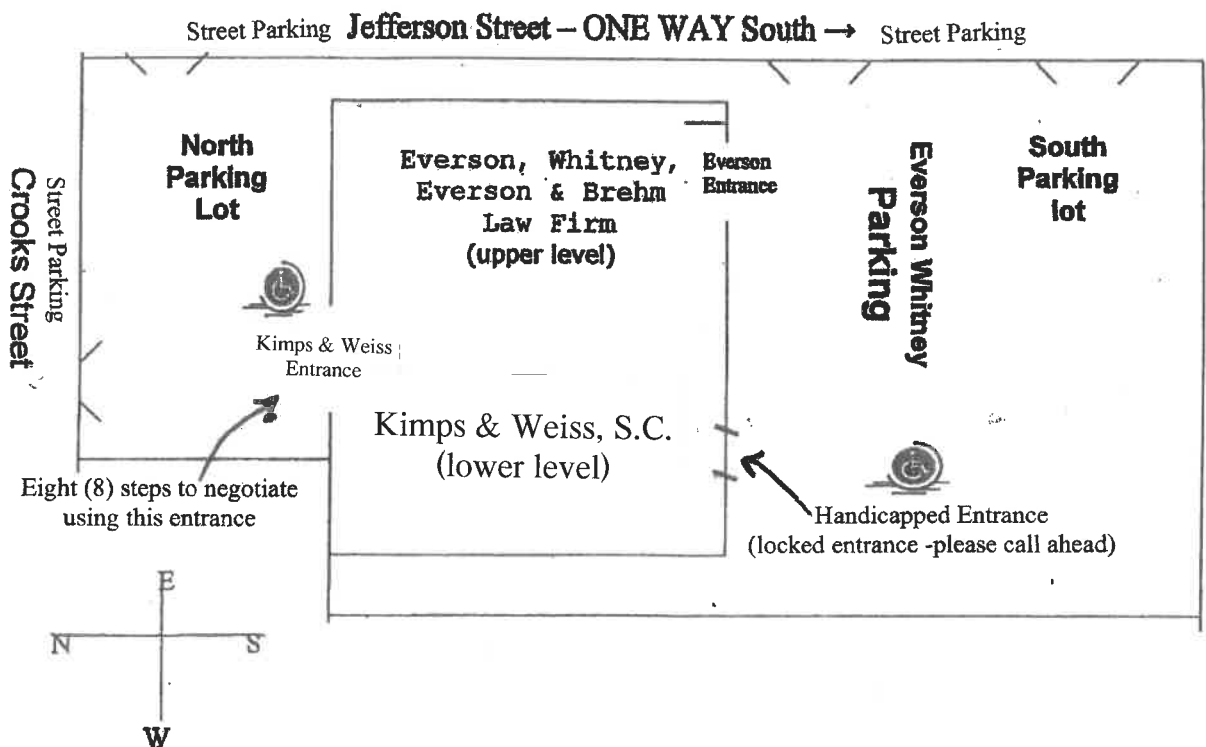 Street Parking Jefferson Street – ONE WAY South → Street Parking
North
Parking
Lot
Street Parking
Crooks Street
Everson, Whitney,
Everson & Brehm
Law Firm
(upper level)
Everson
Entrance
Everson Whitney
Parking
South
Parking
lot
Kimps & Weiss
Entrance
Kimps & Weiss, S.C.
(lower level)
Eight (8) steps to negotiate
using this entrance
Handicapped Entrance
(locked entrance -please call ahead)
E
N S
W